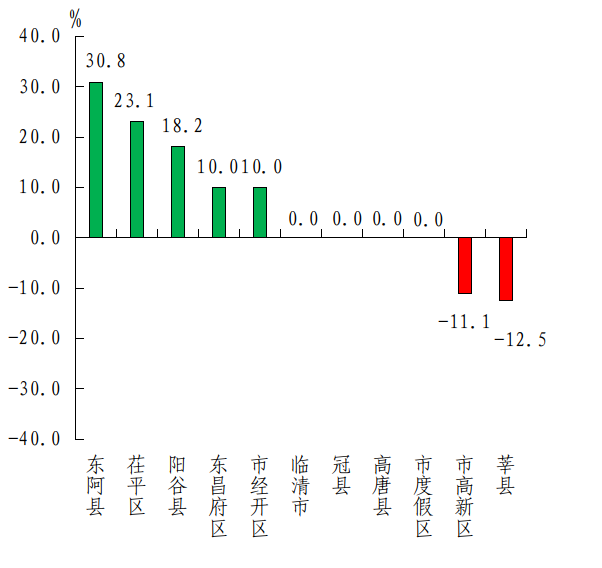 %
40.0
30.0
20.0
10.0
0.0
-10.0
-20.0
-30.0
-40.0
30.8
23.1
18.2
10.0
10.0
0.0
0.0
0.0
0.0
-11.1
-12.5
东阿县
茌平区
阳谷县
东昌府区
市经开区
临清市
冠县
高唐县
市度假区
市高新区
莘县